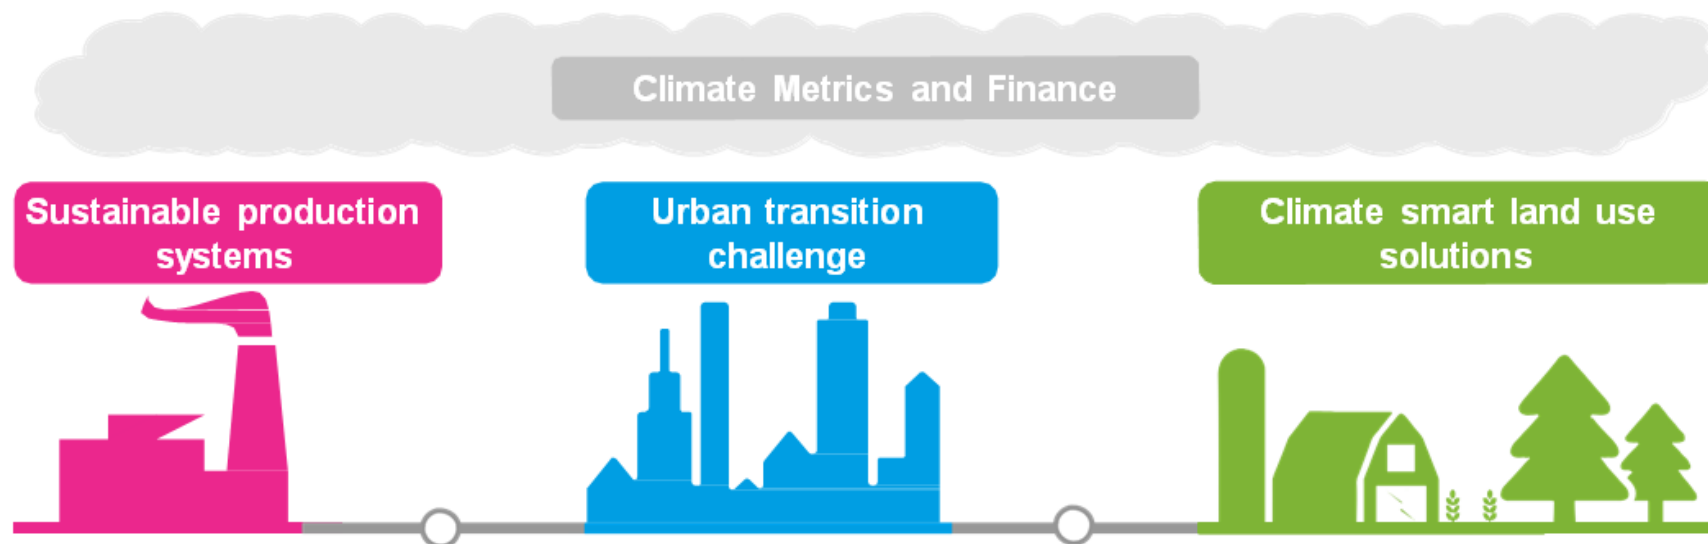 Climate Metrics and Finance
Sustainable production
systems
Urban transition
challenge
Climate smart land use
solutions